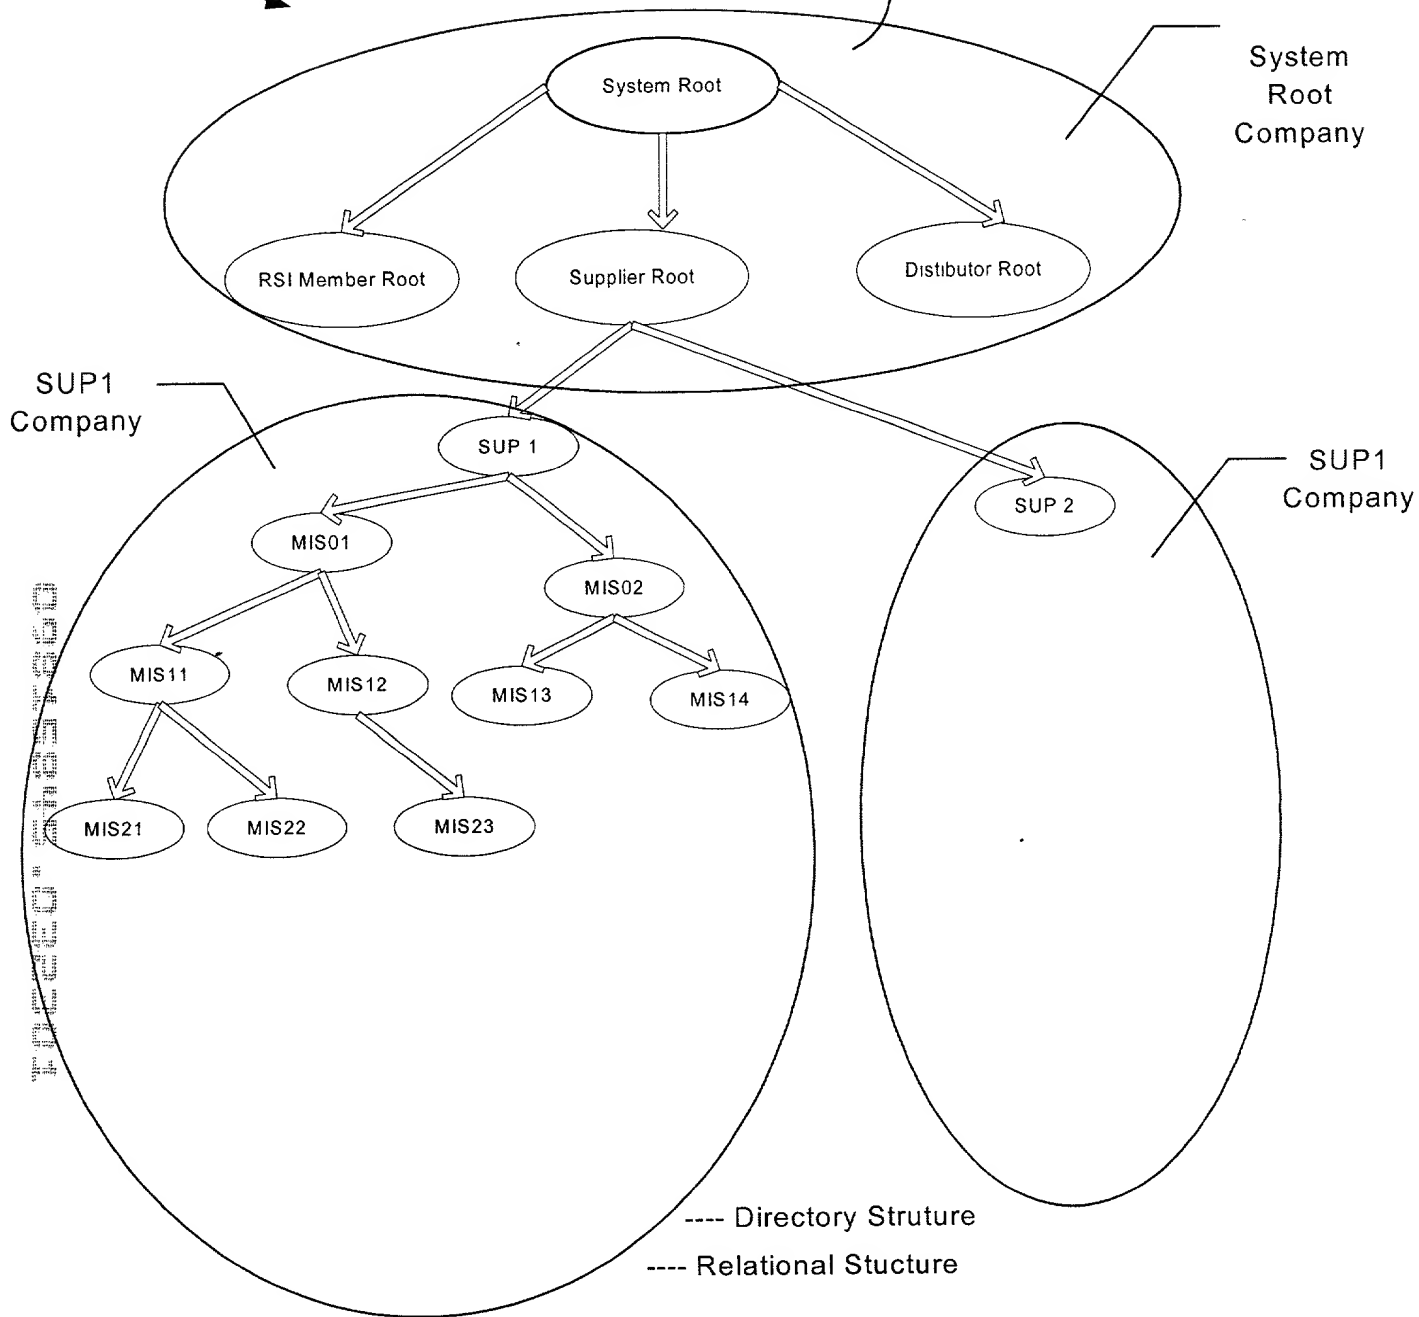 System Root
System
Root
Company
RSI Member Root
Supplier Root
Distibutor Root
SUP1
Company
SUP 1
SUP1
Company
SUP 2
MIS01
MIS02
MIS11
MIS12
MIS13
MIS14
MIS21
MIS22
MIS23
---- Directory Struture
---- Relational Stucture